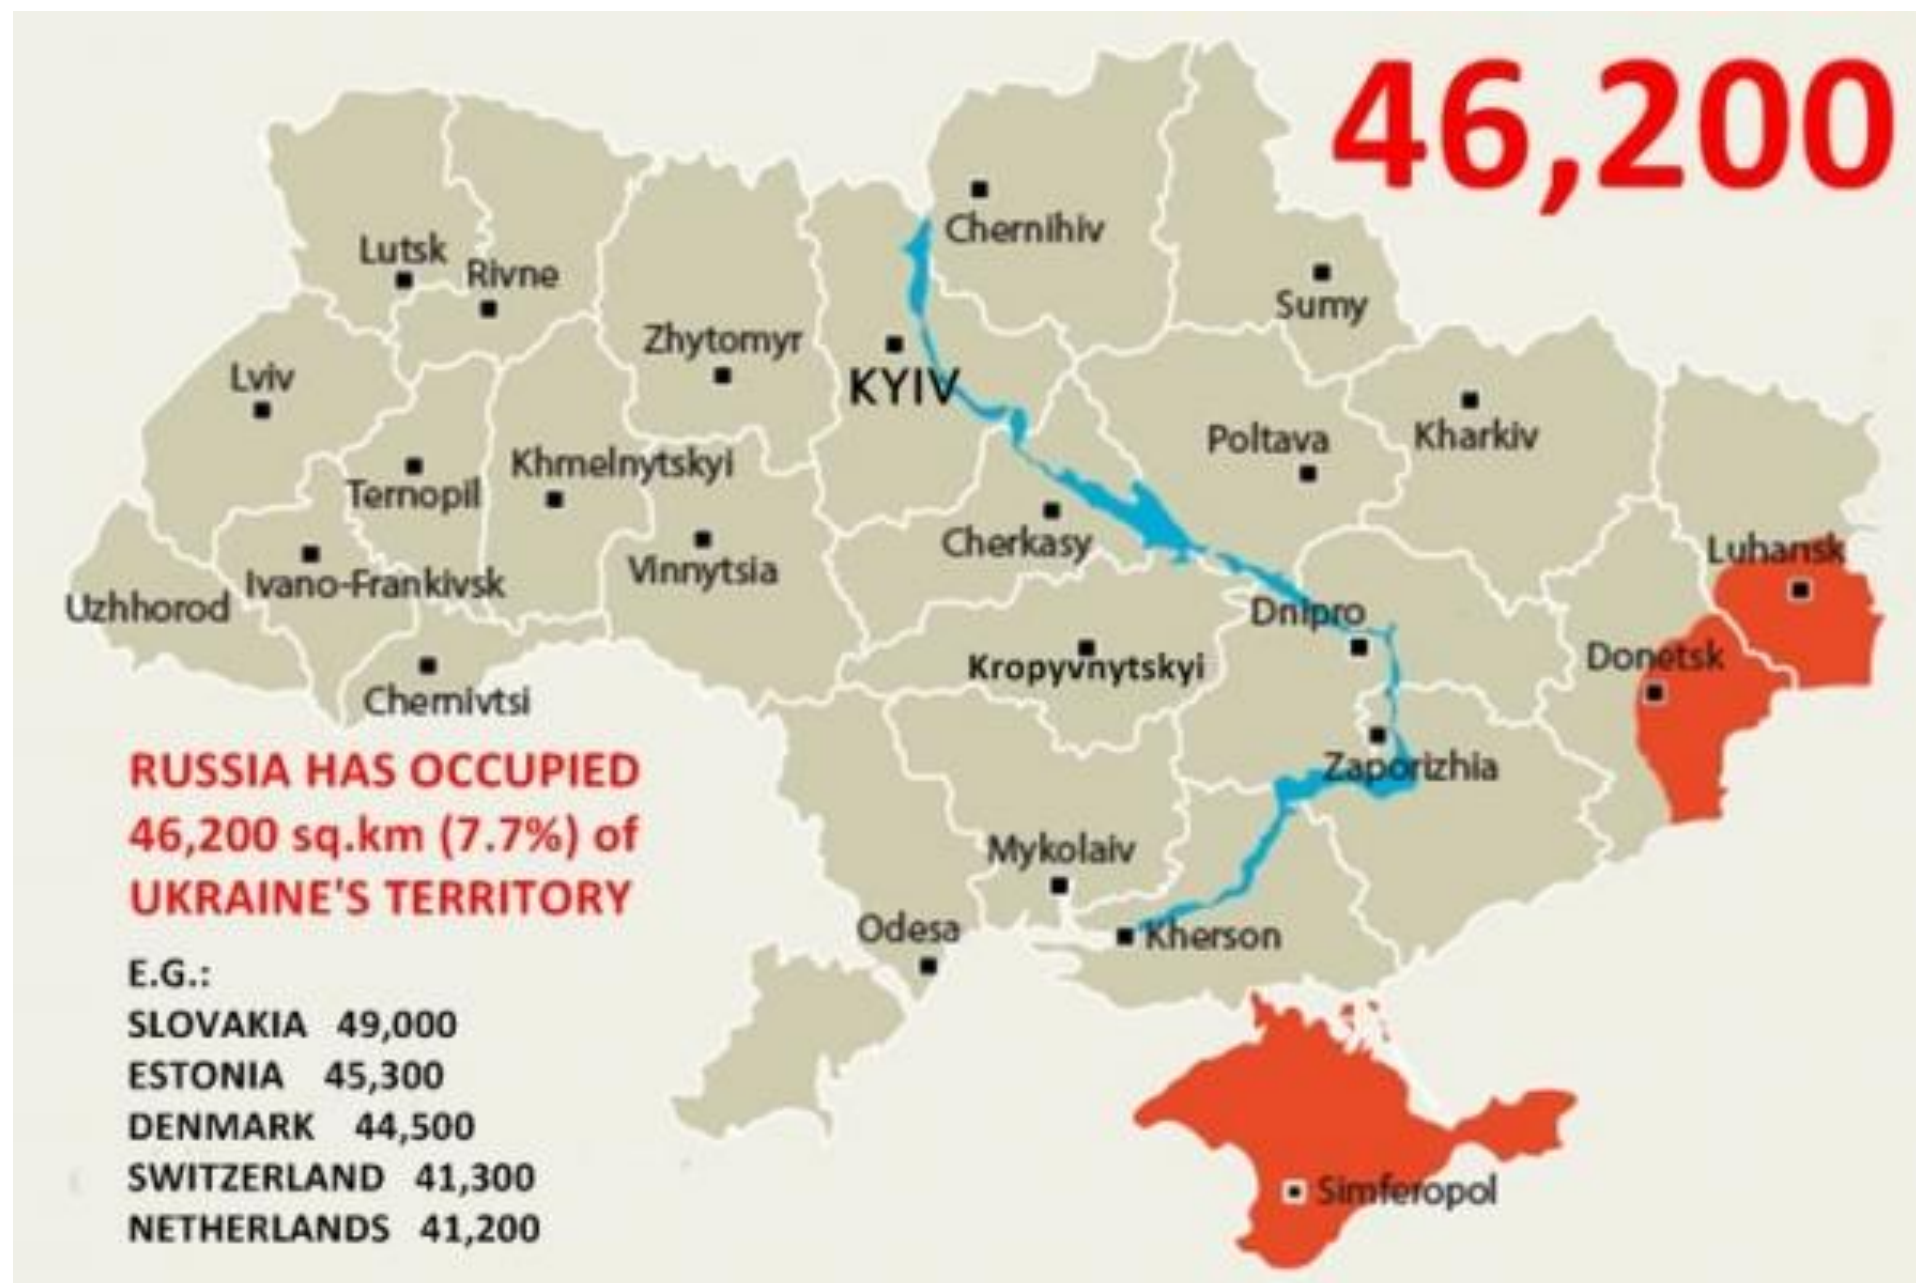 46,200
Chernihiv
Lutsk
Rivne
Sumy
Zhytomyr
Lviv
KYIV
Poltava
Kharkiv
Khmelnytskyi
Ternopil
Cherkasy
Luhansk
Vinnytsia
Ivano-Frankivsk
Uzhhorod
Dnipro
Donetsk
Kropyvnytskyi
Chernivtsi
Zaporizhia
RUSSIA HAS OCCUPIED
46,200 sq.km (7.7%) of
UKRAINE'S TERRITORY
Mykolaiv
Odesa
Kherson
E.G.:
SLOVAKIA 49,000
ESTONIA 45,300
DENMARK 44,500
SWITZERLAND 41,300
NETHERLANDS 41,200
Simferopol